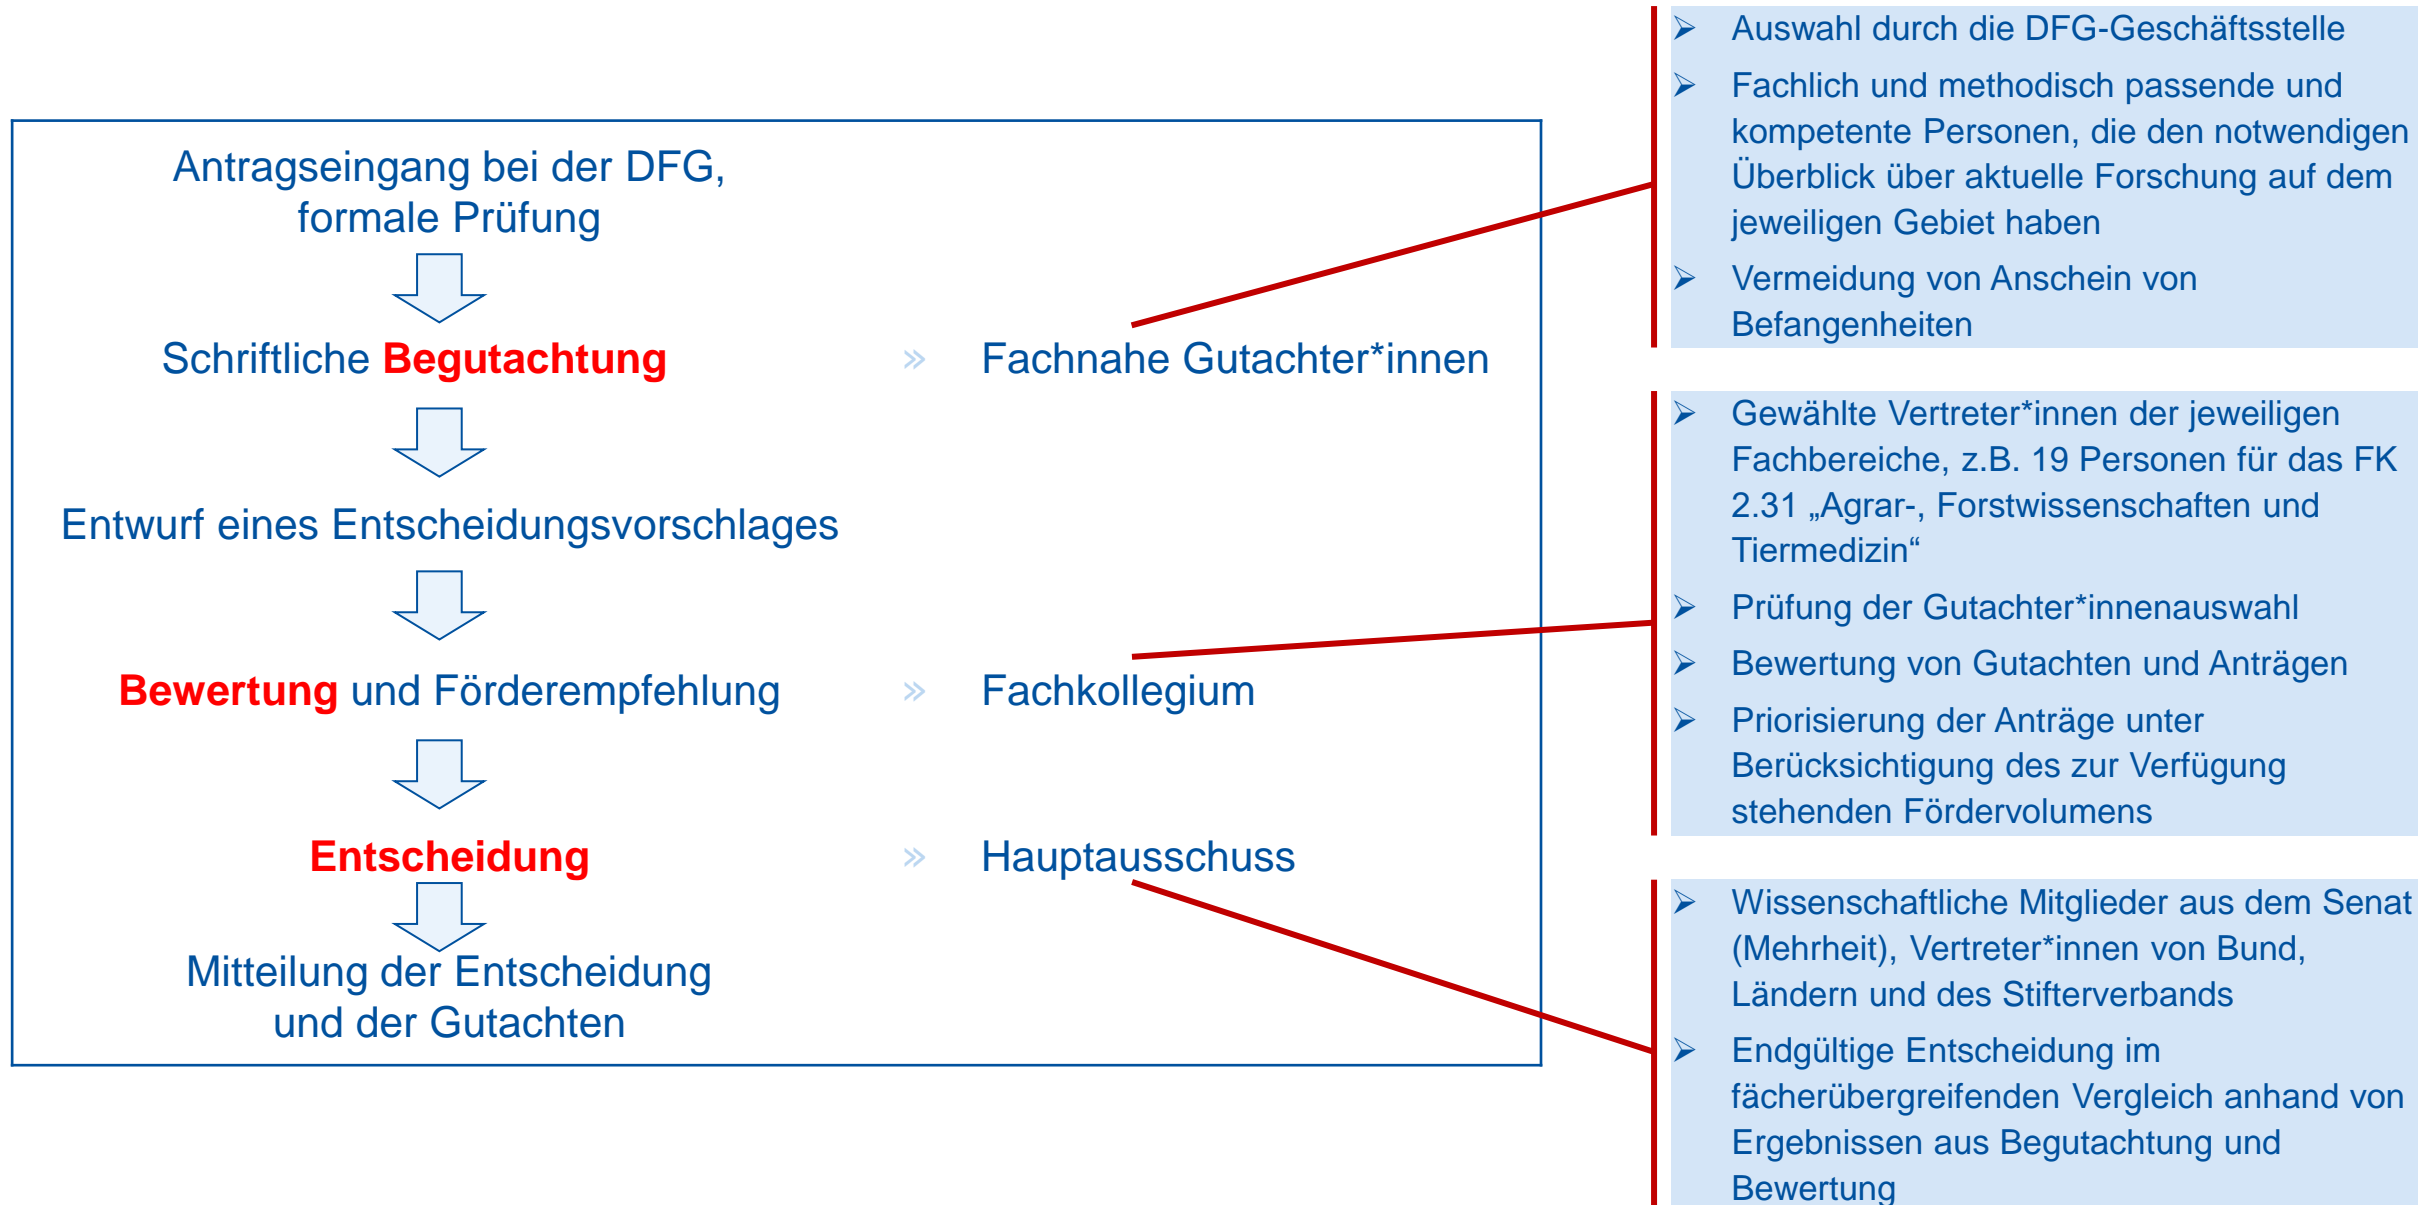 Antragseingang bei der DFG,
formale Prüfung
Schriftliche Begutachtung » Fachnahe Gutachter*innen
Entwurf eines Entscheidungsvorschlages
Bewertung und Förderempfehlung » Fachkollegium
Entscheidung » Hauptausschuss
Mitteilung der Entscheidung
und der Gutachten
➢ Auswahl durch die DFG-Geschäftsstelle
➢ Fachlich und methodisch passende und
kompetente Personen, die den notwendigen
Überblick über aktuelle Forschung auf dem
jeweiligen Gebiet haben
➢ Vermeidung von Anschein von
Befangenheiten
➢ Gewählte Vertreter*innen der jeweiligen
Fachbereiche, z.B. 19 Personen für das FK
2.31 „Agrar-, Forstwissenschaften und
Tiermedizin“
➢ Prüfung der Gutachter*innenauswahl
➢ Bewertung von Gutachten und Anträgen
➢ Priorisierung der Anträge unter
Berücksichtigung des zur Verfügung
stehenden Fördervolumens
➢ Wissenschaftliche Mitglieder aus dem Senat
(Mehrheit), Vertreter*innen von Bund,
Ländern und des Stifterverbands
➢ Endgültige Entscheidung im
fächerübergreifenden Vergleich anhand von
Ergebnissen aus Begutachtung und
Bewertung